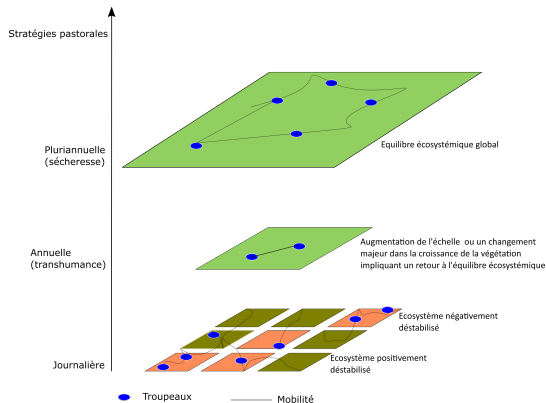 Stratégies pastorales
Pluriannuelle
(sécheresse)
Equilibre écosystémique global
Annuelle
(transhumance)
Augmentation de l'échelle ou un changement
majeur dans la croissance de la végétation
impliquant un retour à l'équilibre écosystémique
Ecosystème négativement
déstabilisé
Ecosystème positivement
déstabilisé
Journalière
Troupeaux
Mobilité